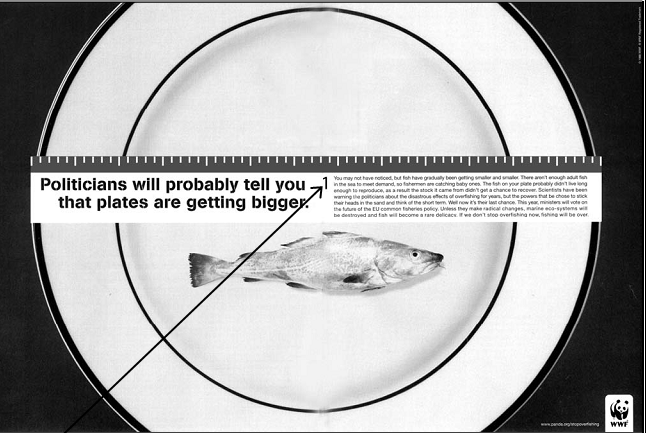 Politicians will probably tell you
that plates are getting bigger.
You may not have noticed, but fish have gradually been getting smaller and smaller. There aren't enough adult fish
in the sea to meet demand, so fishermen are catching baby ones. The fish on your plate probably didn't live long
enough to reproduce, as a result the stock it came from didn't get a chance to recover. Scientists have been
warning the politicians about the disastrous effects of overfishing for years, but the powers that be chose to stick
their heads in the sand and think of the short term. Well now it's their last chance. This year, ministers will vote on
the future of the EU common fisheries policy. Unless they make radical changes, marine eco-systems will
be destroyed and fish will become a rare delicacy. If we don't stop overfishing now, fishing will be over
www.panda.org/stopoverfishing
WWF